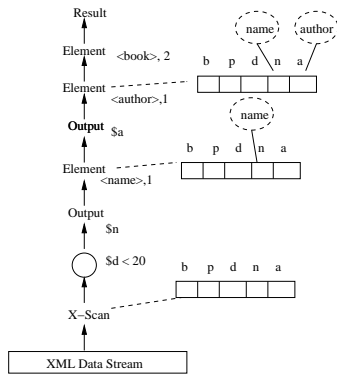 Result
name author
Element <book>, 2
b p d n a
Element
<author>,1
name
Output $a
b p d n a
Element
<name>,1
Output
$n
$d < 20
b p d n a
X-Scan
XML Data Stream